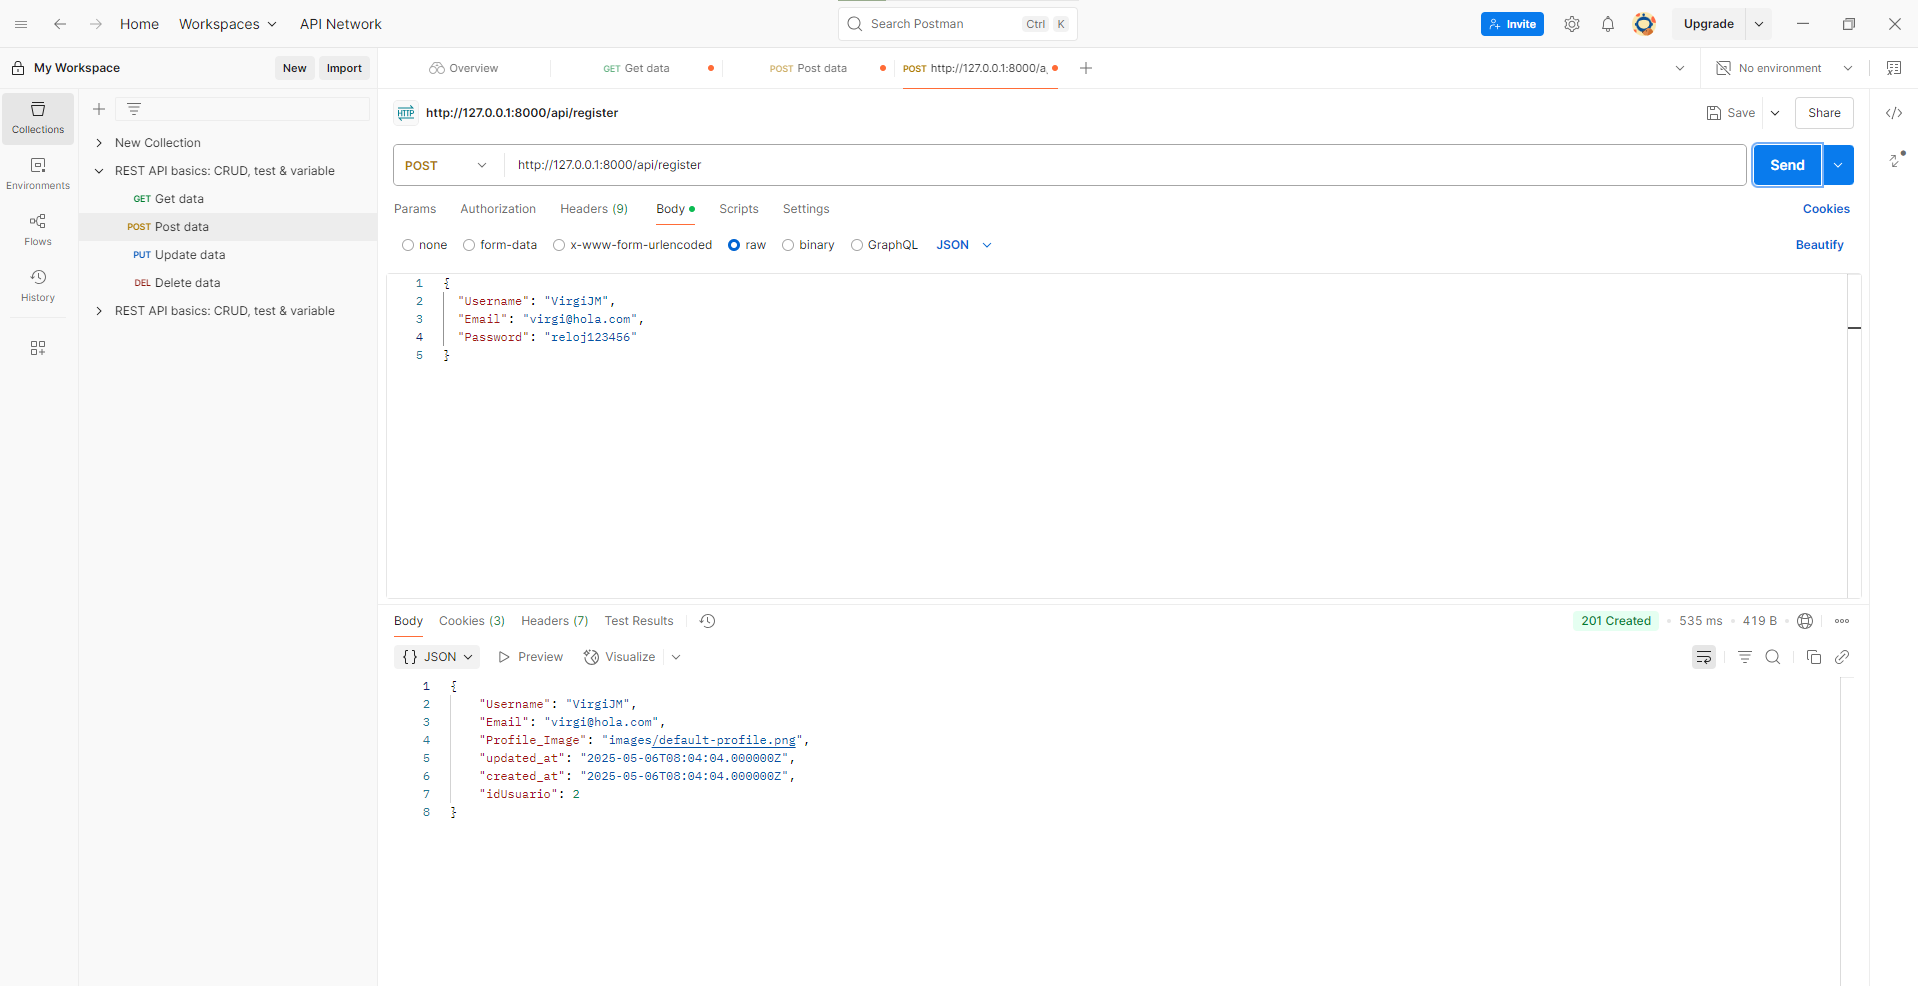 Home Workspaces API Network Search Postman Ctrl K Invite Upgrade
My Workspace New Import Overview GET Get data POST Post data POST http://127.0.0.1:8000/a No environment
Collections
Environments
Flows
History
New Collection
REST API basics: CRUD, test & variable
GET Get data
POST Post data
PUT Update data
DEL Delete data
REST API basics: CRUD, test & variable
HTTP http://127.0.0.1:8000/api/register Save Share
POST http://127.0.0.1:8000/api/register Send
Params Authorization Headers (9) Body Scripts Settings Cookies
none form-data x-www-form-urlencoded raw binary GraphQL JSON Beautify
1 {
2 "Username": "VirgiJM",
3 "Email": "virgi@hola.com",
4 "Password": "reloj123456"
5 }
Body Cookies (3) Headers (7) Test Results 201 Created 535 ms 419 B
{} JSON Preview Visualize
1 {
2 "Username": "VirgiJM",
3 "Email": "virgi@hola.com",
4 "Profile_Image": "images/default-profile.png",
5 "updated_at": "2025-05-06T08:04:04.000000Z",
6 "created_at": "2025-05-06T08:04:04.000000Z",
7 "idUsuario": 2
8 }